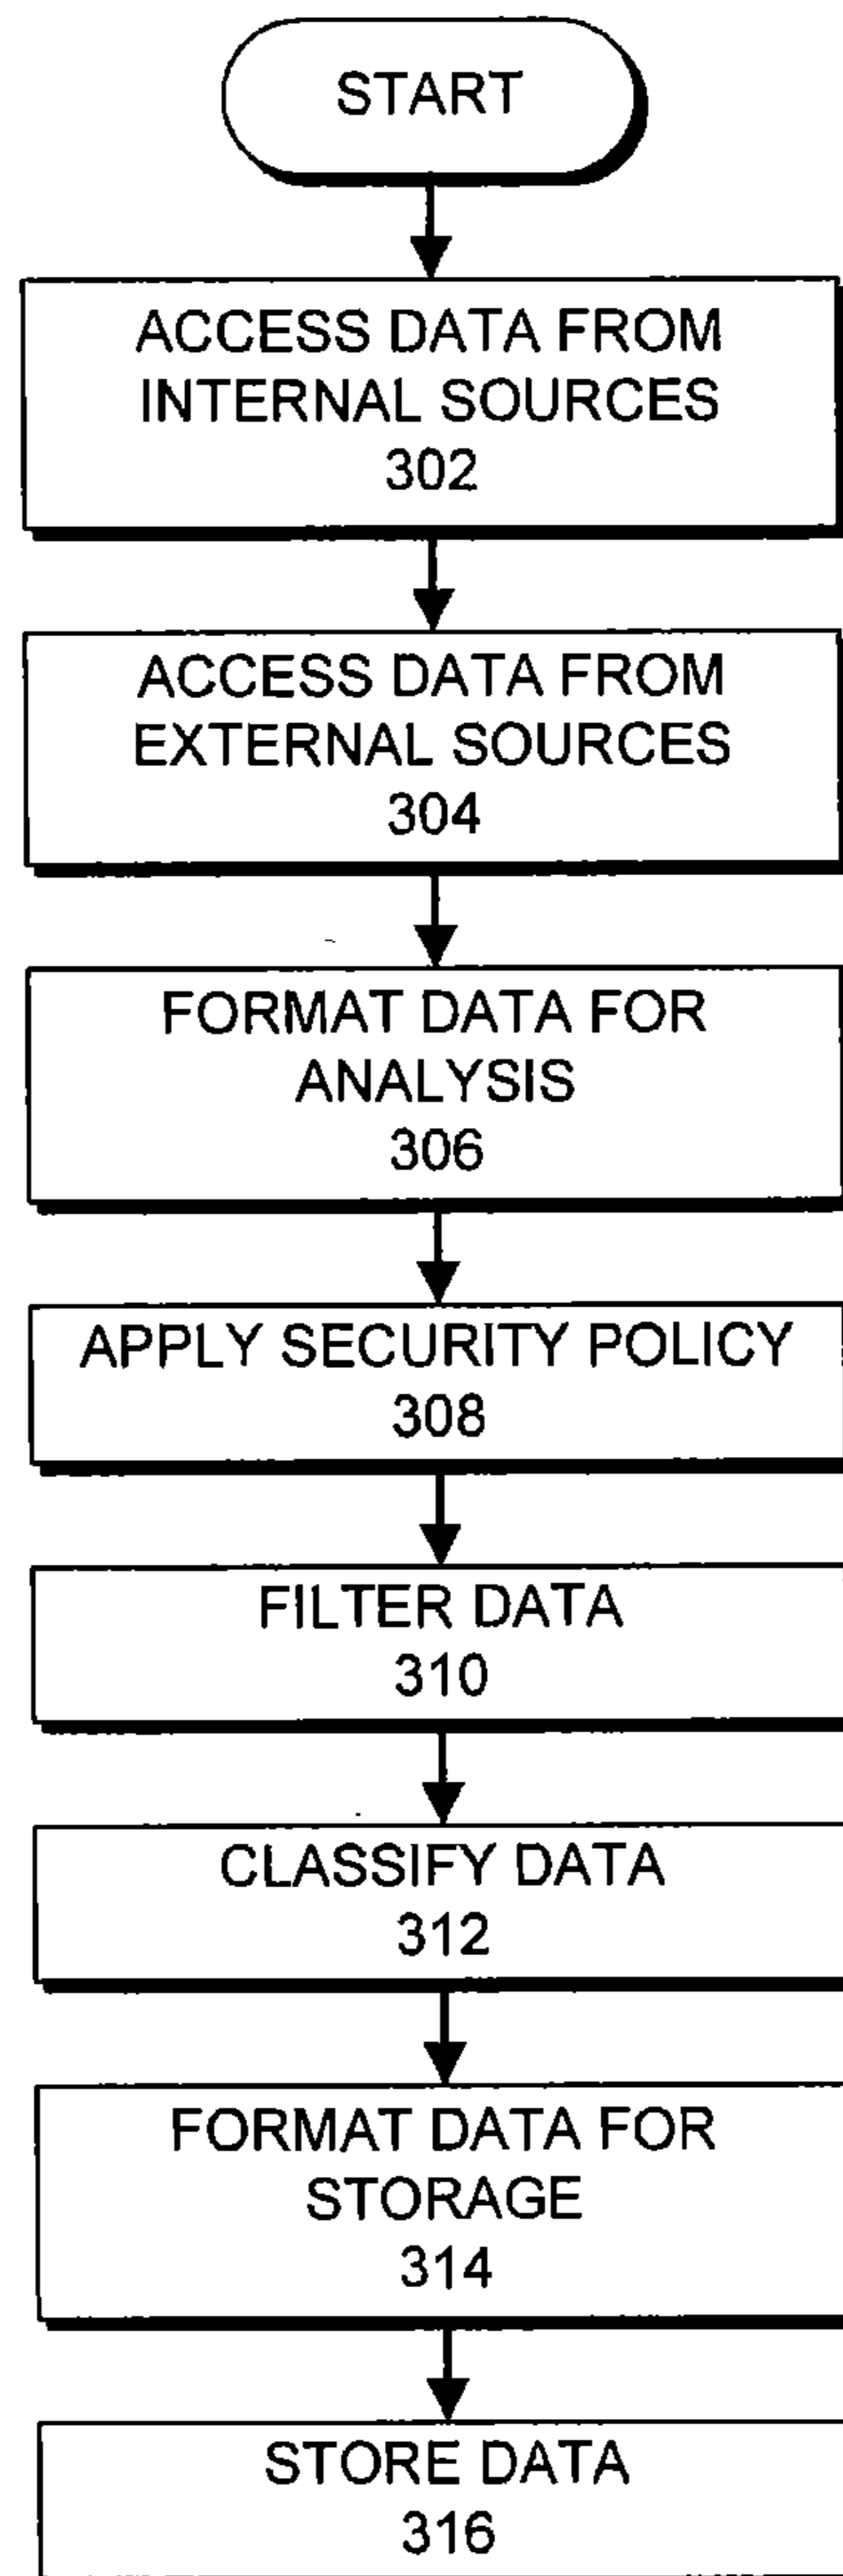 START
ACCESS DATA FROM
INTERNAL SOURCES
302
ACCESS DATA FROM
EXTERNAL SOURCES
304
FORMAT DATA FOR
ANALYSIS
306
APPLY SECURITY POLICY
308
FILTER DATA
310
CLASSIFY DATA
312
FORMAT DATA FOR
STORAGE
314
STORE DATA
316